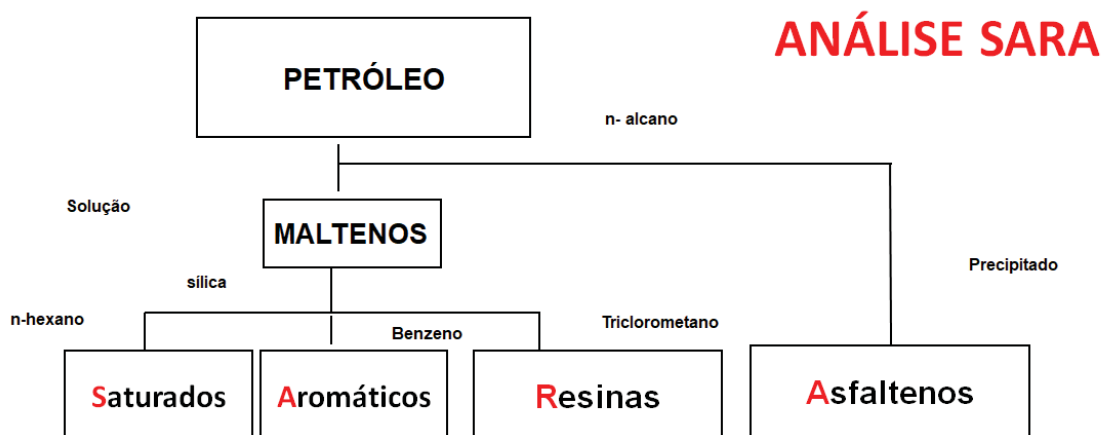 ANÁLISE SARA
PETRÓLEO
n- alcano
Solução
MALTENOS
Precipitado
sílica
n-hexano
Benzeno
Triclorometano
Saturados
Aromáticos
Resinas
Asfaltenos